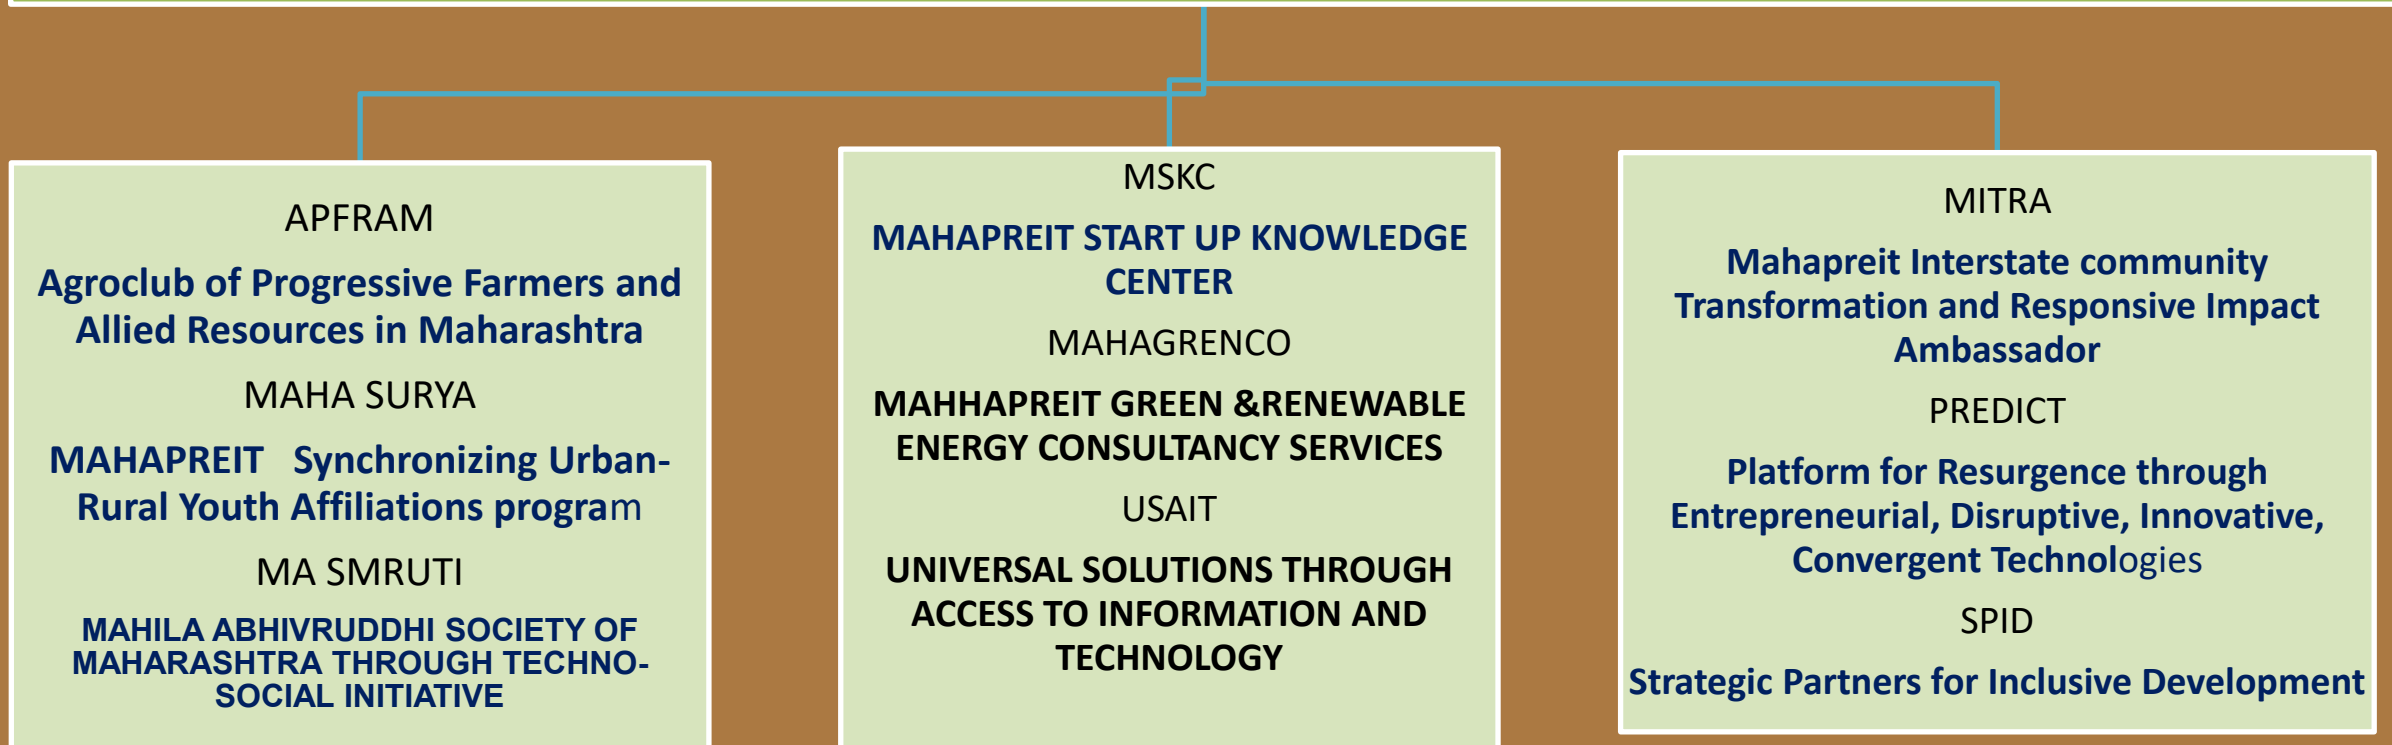 APFRAM
Agroclub of Progressive Farmers and
Allied Resources in Maharashtra
MAHA SURYA
MAHAPREIT   Synchronizing Urban-
Rural Youth Affiliations program
MA SMRUTI
MAHILA ABHIVRUDDHI SOCIETY OF
MAHARASHTRA THROUGH TECHNO-
SOCIAL INITIATIVE
MSKC
MAHAPREIT START UP KNOWLEDGE
CENTER
MAHAGRENCO
MAHHAPREIT GREEN &RENEWABLE
ENERGY CONSULTANCY SERVICES
USAIT
UNIVERSAL SOLUTIONS THROUGH
ACCESS TO INFORMATION AND
TECHNOLOGY
MITRA
Mahapreit Interstate community
Transformation and Responsive Impact
Ambassador
PREDICT
Platform for Resurgence through
Entrepreneurial, Disruptive, Innovative,
Convergent Technologies
SPID
Strategic Partners for Inclusive Development